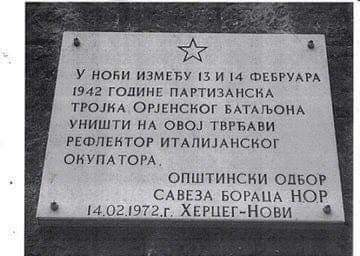 У НОЋИ ИЗМЕЂУ 13 И 14 ФЕБРУАРА
1942 ГОДИНЕ ПАРТИЗАНСКА
ТРОЈКА ОРЈЕНСКОГ БАТАЉОНА
УНИШТИ НА ОВОЈ ТВРЂАВИ
РЕФЛЕКТОР ИТАЛИЈАНСКОГ
ОКУПАТОРА.
ОПШТИНСКИ ОДБОР
САВЕЗА БОРАЦА НОР
14.02.1972.г. ХЕРЦЕГ-НОВИ